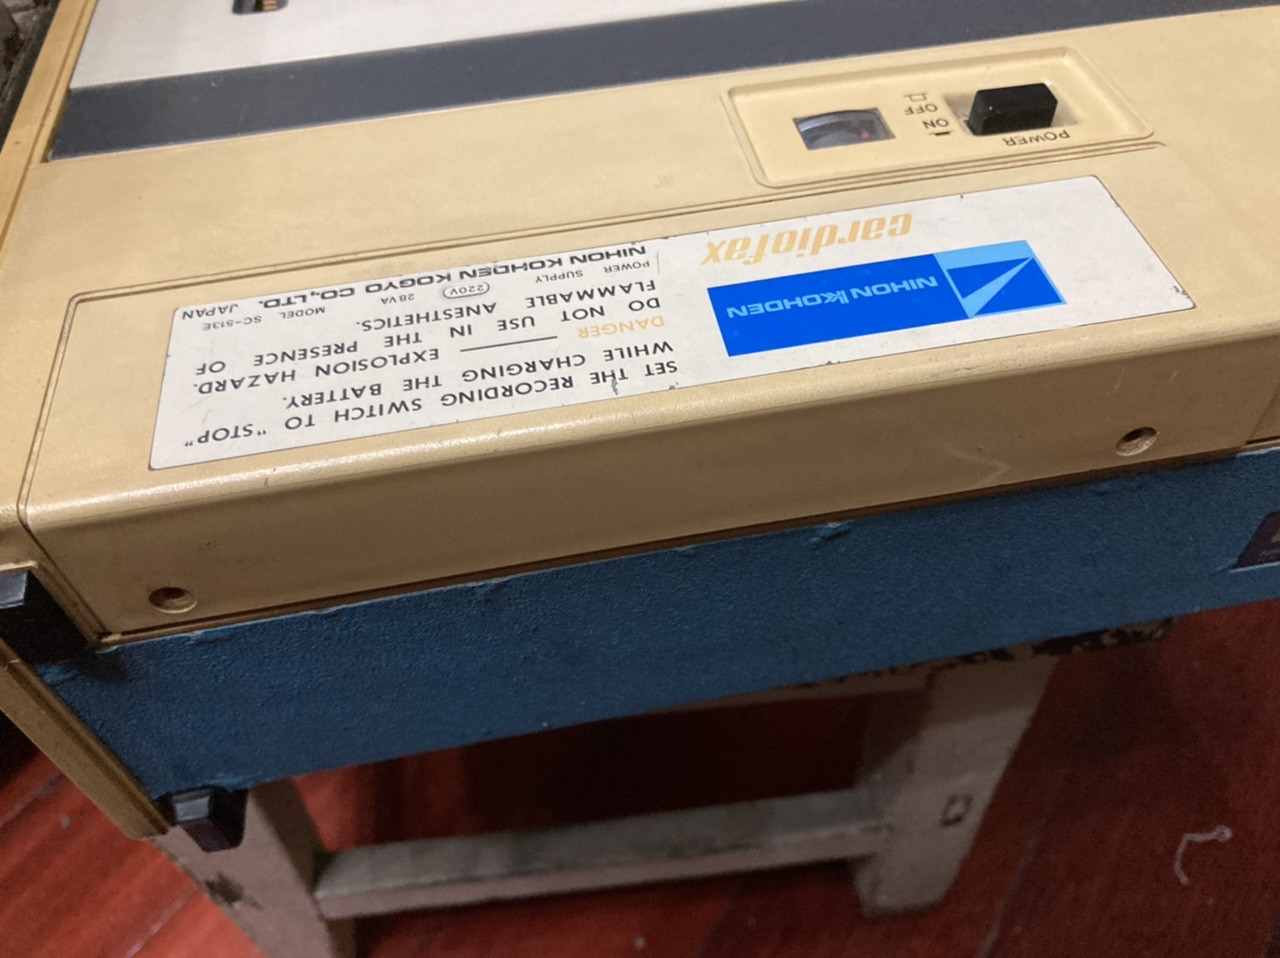 SET THE RECORDING SWITCH TO "STOP"
WHILE CHARGING THE BATTERY.
DANGER — EXPLOSION HAZARD.
DO NOT USE IN THE PRESENCE OF
FLAMMABLE ANESTHETICS.
POWER SUPPLY 220V 28VA MODEL SC-513E
NIHON KOHDEN KOGYO CO., LTD. JAPAN
NIHON KOHDEN
cardiofax
POWER
ON
OFF